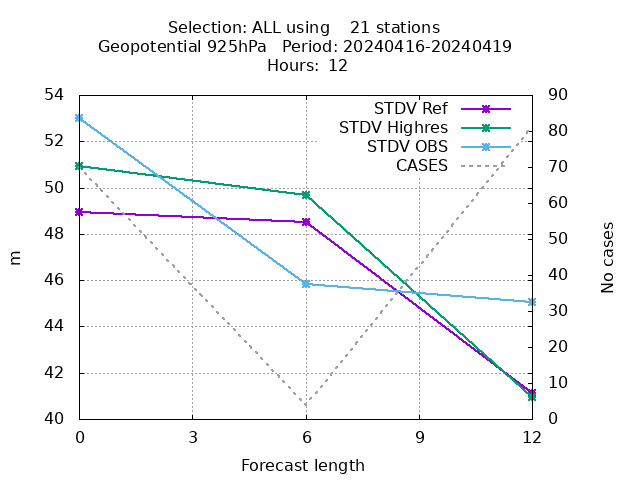 Selection: ALL using    21 stations
Geopotential 925hPa   Period: 20240416-20240419
Hours: 12
STDV Ref
STDV Highres
STDV OBS
CASES
54
52
50
48
46
44
42
40
m
90
80
70
60
50
40
30
20
10
0
No cases
0
3
6
9
12
Forecast length